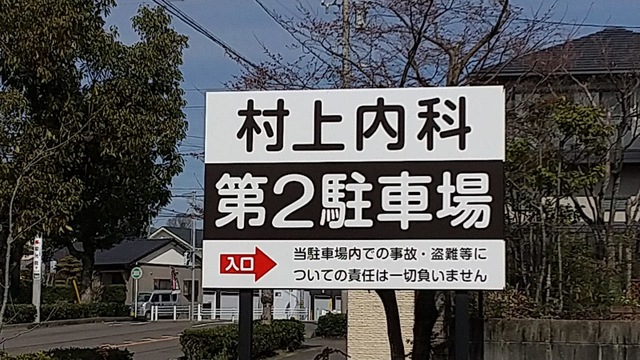 村上内科
第2駐車場
入口
当駐車場内での事故・盗難等に
ついての責任は一切負いません